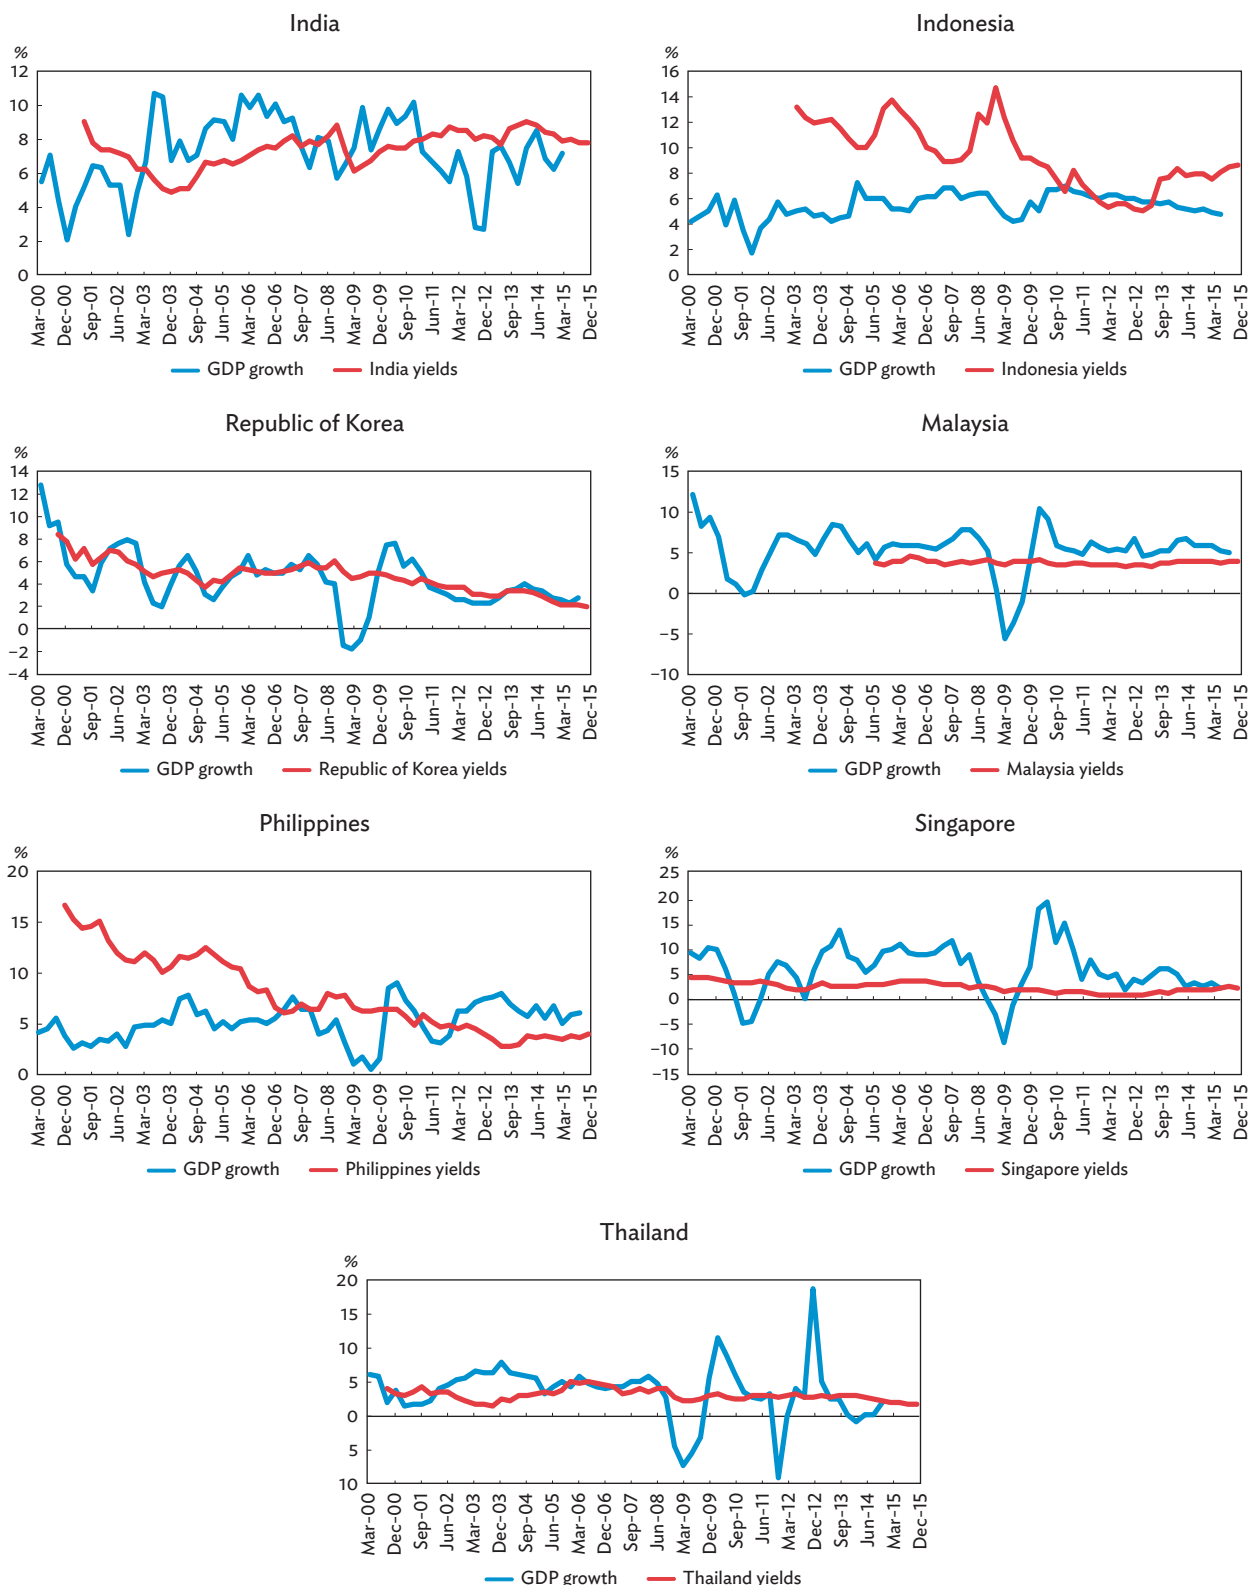 India
%
12
10
8
6
4
2
0
Mar–00 Dec–00 Sep–01 Jun–02 Mar–03 Dec–03 Sep–04 Jun–05 Mar–06 Dec–06 Sep–07 Jun–08 Mar–09 Dec–09 Sep–10 Jun–11 Mar–12 Dec–12 Sep–13 Jun–14 Mar–15 Dec–15
GDP growth India yields
Indonesia
%
16
14
12
10
8
6
4
2
0
Mar–00 Dec–00 Sep–01 Jun–02 Mar–03 Dec–03 Sep–04 Jun–05 Mar–06 Dec–06 Sep–07 Jun–08 Mar–09 Dec–09 Sep–10 Jun–11 Mar–12 Dec–12 Sep–13 Jun–14 Mar–15 Dec–15
GDP growth Indonesia yields
Republic of Korea
%
14
12
10
8
6
4
2
0
−2
−4
Mar–00 Dec–00 Sep–01 Jun–02 Mar–03 Dec–03 Sep–04 Jun–05 Mar–06 Dec–06 Sep–07 Jun–08 Mar–09 Dec–09 Sep–10 Jun–11 Mar–12 Dec–12 Sep–13 Jun–14 Mar–15 Dec–15
GDP growth Republic of Korea yields
Malaysia
%
15
10
5
0
−5
−10
Mar–00 Dec–00 Sep–01 Jun–02 Mar–03 Dec–03 Sep–04 Jun–05 Mar–06 Dec–06 Sep–07 Jun–08 Mar–09 Dec–09 Sep–10 Jun–11 Mar–12 Dec–12 Sep–13 Jun–14 Mar–15 Dec–15
GDP growth Malaysia yields
Philippines
%
20
15
10
5
0
Mar–00 Dec–00 Sep–01 Jun–02 Mar–03 Dec–03 Sep–04 Jun–05 Mar–06 Dec–06 Sep–07 Jun–08 Mar–09 Dec–09 Sep–10 Jun–11 Mar–12 Dec–12 Sep–13 Jun–14 Mar–15 Dec–15
GDP growth Philippines yields
Singapore
%
25
20
15
10
5
0
−5
−10
−15
Mar–00 Dec–00 Sep–01 Jun–02 Mar–03 Dec–03 Sep–04 Jun–05 Mar–06 Dec–06 Sep–07 Jun–08 Mar–09 Dec–09 Sep–10 Jun–11 Mar–12 Dec–12 Sep–13 Jun–14 Mar–15 Dec–15
GDP growth Singapore yields
Thailand
%
20
15
10
5
0
5
10
Mar–00 Dec–00 Sep–01 Jun–02 Mar–03 Dec–03 Sep–04 Jun–05 Mar–06 Dec–06 Sep–07 Jun–08 Mar–09 Dec–09 Sep–10 Jun–11 Mar–12 Dec–12 Sep–13 Jun–14 Mar–15 Dec–15
GDP growth Thailand yields